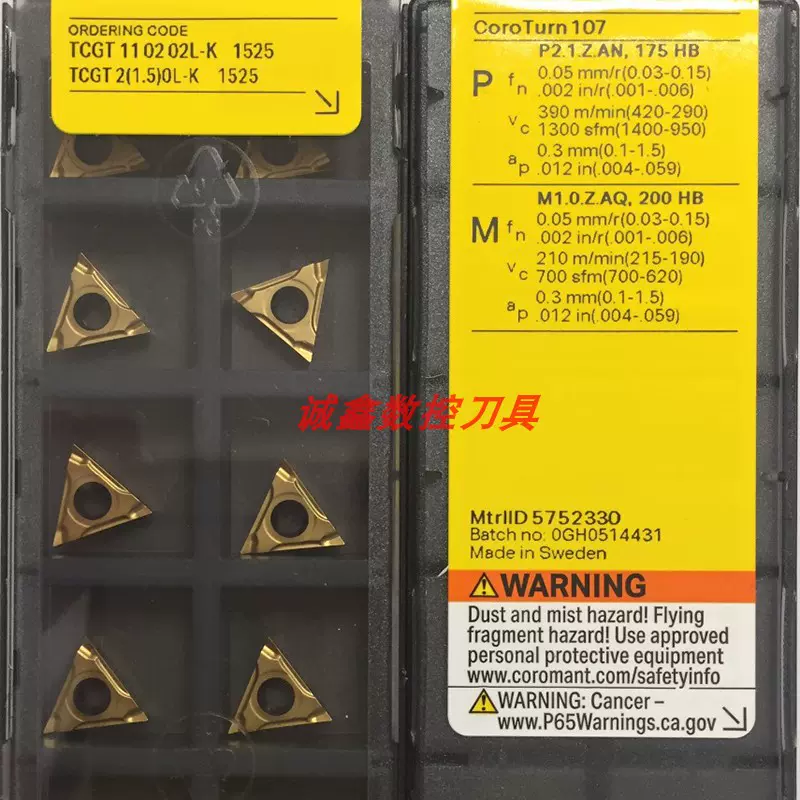 ORDERING CODE
TCGT 11 02 02L-K 1525
TCGT 2(1.5)0L-K 1525
CoroTurn 107
P2.1.Z.AN, 175 HB
P fn 0.05 mm/r(0.03-0.15)
.002 in/r(.001-.006)
vc 390 m/min(420-290)
1300 sfm(1400-950)
ap 0.3 mm(0.1-1.5)
.012 in(.004-.059)
M1.0.Z.AQ, 200 HB
M fn 0.05 mm/r(0.03-0.15)
.002 in/r(.001-.006)
vc 210 m/min(215-190)
700 sfm(700-620)
ap 0.3 mm(0.1-1.5)
.012 in(.004-.059)
诚鑫数控刀具
MtrlID 5752330
Batch no: 0GH0514431
Made in Sweden
WARNING
Dust and mist hazard! Flying
fragment hazard! Use approved
personal protective equipment
www.coromant.com/safetyinfo
WARNING: Cancer –
www.P65Warnings.ca.gov